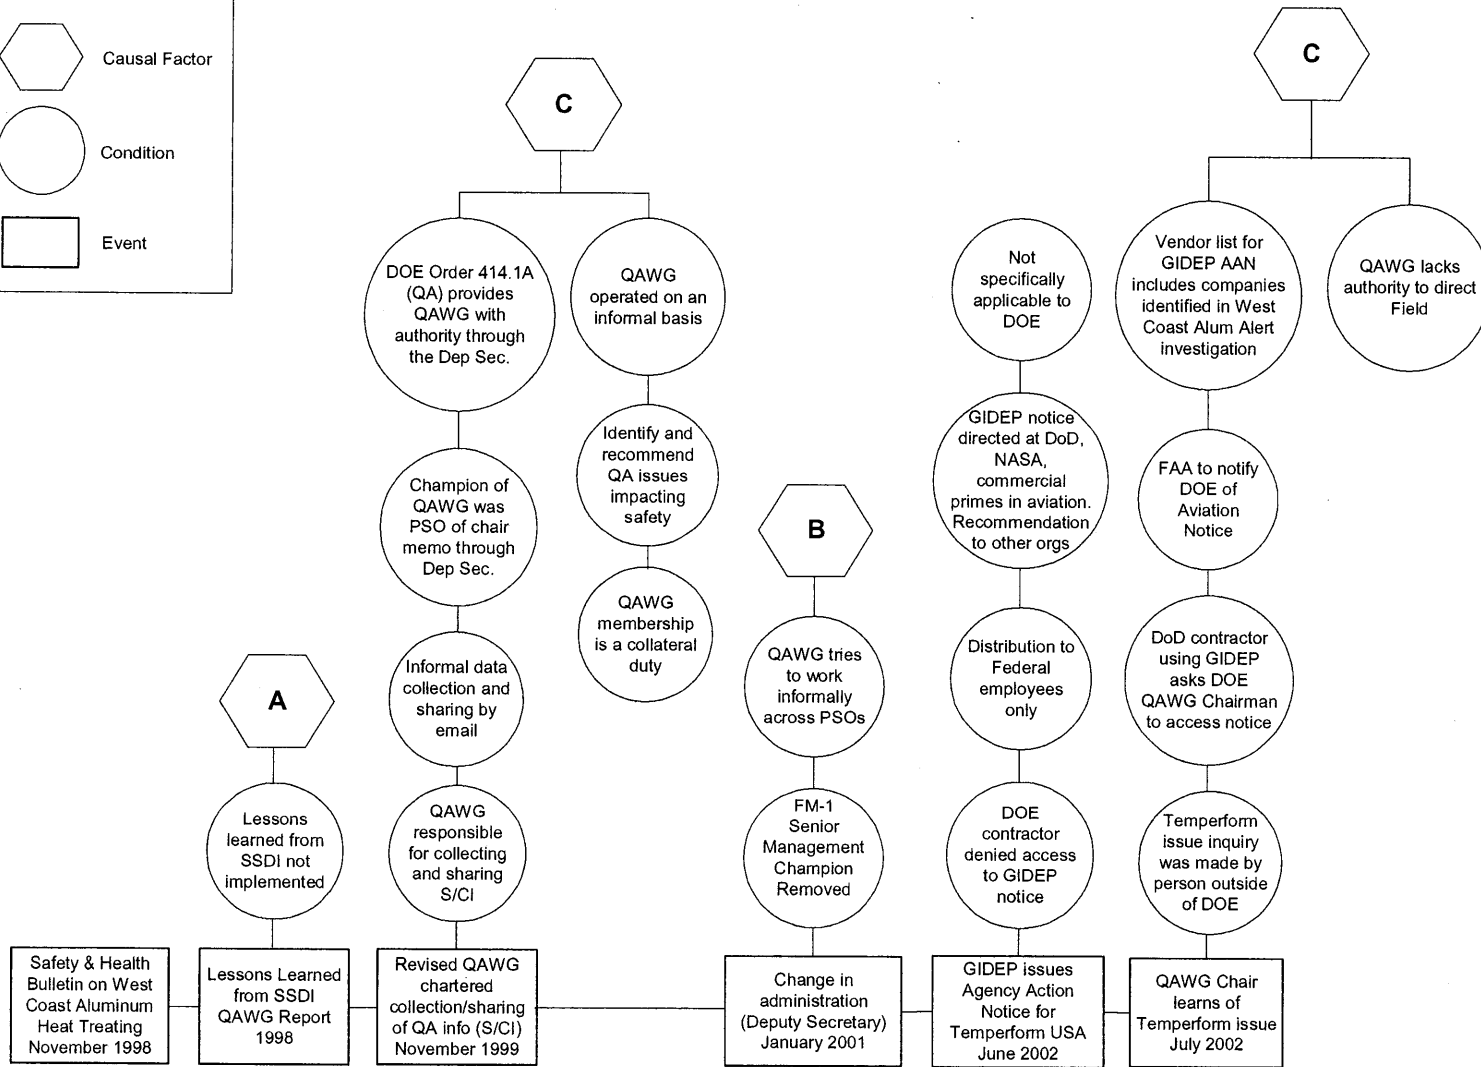 Causal Factor
Condition
Event
C
DOE Order 414.1A
(QA) provides
QAWG with
authority through
the Dep Sec.
QAWG
operated on an
informal basis
Champion of
QAWG was
PSO of chair
memo through
Dep Sec.
Identify and
recommend
QA issues
impacting
safety
Informal data
collection and
sharing by
email
QAWG
membership
is a collateral
duty
QAWG
responsible
for collecting
and sharing
S/CI
A
Lessons
learned from
SSDI not
implemented
B
QAWG tries
to work
informally
across PSOs
FM-1
Senior
Management
Champion
Removed
Not
specifically
applicable to
DOE
GIDEP notice
directed at DoD,
NASA,
commercial
primes in aviation.
Recommendation
to other orgs
Distribution to
Federal
employees
only
DOE
contractor
denied access
to GIDEP
notice
C
Vendor list for
GIDEP AAN
includes companies
identified in West
Coast Alum Alert
investigation
QAWG lacks
authority to direct
Field
FAA to notify
DOE of
Aviation
Notice
DoD contractor
using GIDEP
asks DOE
QAWG Chairman
to access notice
Temperform
issue inquiry
was made by
person outside
of DOE
Safety & Health
Bulletin on West
Coast Aluminum
Heat Treating
November 1998
Lessons Learned
from SSDI
QAWG Report
1998
Revised QAWG
chartered
collection/sharing
of QA info (S/CI)
November 1999
Change in
administration
(Deputy Secretary)
January 2001
GIDEP issues
Agency Action
Notice for
Temperform USA
June 2002
QAWG Chair
learns of
Temperform issue
July 2002